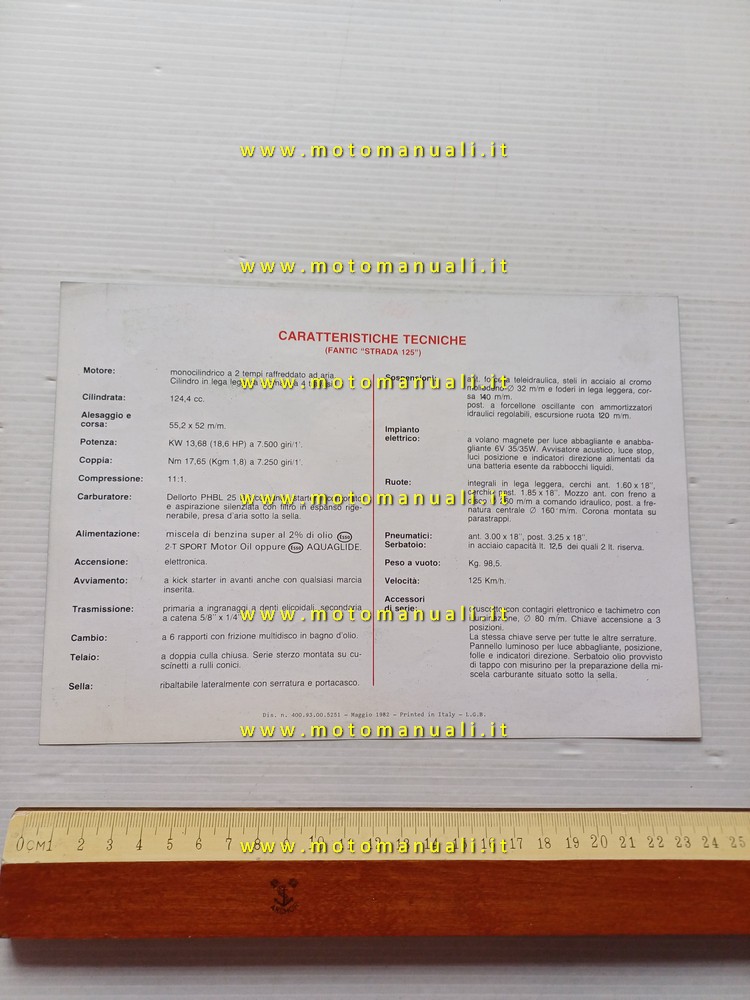 www.motomanuali.it
www.motomanuali.it
CARATTERISTICHE TECNICHE
(FANTIC "STRADA 125")
Motore:
monocilindrico a 2 tempi raffreddato ad aria.
Cilindro in lega
www.motomanuali.it
Cilindrata:
124,4 cc.
Alesaggio e
corsa:
55,2 x 52 m/m.
Potenza:
KW 13,68 (18,6 HP) a 7.500 giri/1'.
Coppia:
Nm 17,65 (Kgm 1,8) a 7.250 giri/1'.
Compressione:
11:1.
Carburatore:
Dellorto PHBL 25
www.motomanuali.it
e aspirazione silenziata con filtro in espanso rige-
nerabile, presa d'aria sotto la sella.
Alimentazione:
miscela di benzina super al 2% di olio Esso
2-T SPORT Motor Oil oppure Esso AQUAGLIDE.
Accensione:
elettronica.
Avviamento:
a kick starter in avanti anche con qualsiasi marcia
inserita.
Trasmissione:
primaria a ingranaggi a denti elicoidali, secondaria
a catena 5/8" x 1/4"
www.motomanuali.it
Cambio:
a 6 rapporti con frizione multidisco in bagno d'olio.
Telaio:
a doppia culla chiusa. Serie sterzo montata su cu-
scinetti a rulli conici.
Sella:
ribaltabile lateralmente con serratura e portacasco.
Sospensioni:
ant. forcella teleidraulica, steli in acciaio al cromo
molibdeno Ø 32 m/m e foderi in lega leggera, cor-
sa 140 m/m.
post. a forcellone oscillante con ammortizzatori
idraulici regolabili, escursione ruota 120 m/m.
Impianto
elettrico:
a volano magnete per luce abbagliante e anabba-
gliante 6V 35/35W. Avvisatore acustico, luce stop,
luci posizione e indicatori direzione alimentati da
una batteria esente da rabbocchi liquidi.
Ruote:
integrali in lega leggera, cerchi ant. 1.60 x 18",
cerchi post. 1.85 x 18". Mozzo ant. con freno a
disco Ø 260 m/m a comando idraulico, post. a fre-
natura centrale Ø 160 m/m. Corona montata su
parastrappi.
Pneumatici:
ant. 3.00 x 18", post. 3.25 x 18".
Serbatoio:
in acciaio capacità lt. 12,5 dei quali 2 lt. riserva.
Peso a vuoto:
Kg. 98,5.
Velocità:
125 Km/h.
Accessori
di serie:
cruscotto con contagiri elettronico e tachimetro con
illuminazione, Ø 80 m/m. Chiave accensione a 3
posizioni.
La stessa chiave serve per tutte le altre serrature.
Pannello luminoso per luce abbagliante, posizione,
folle e indicatori direzione. Serbatoio olio provvisto
di tappo con misurino per la preparazione della mi-
scela carburante situato sotto la sella.
Dis. n. 400.93.00.5251 - Maggio 1982 - Printed in Italy - L.G.B.
www.motomanuali.it
0 CM 1 2 3 4 5 6 7 8 9 10 11 12 13 14 15 16 17 18 19 20 21 22 23 24 25
www.motomanuali.it